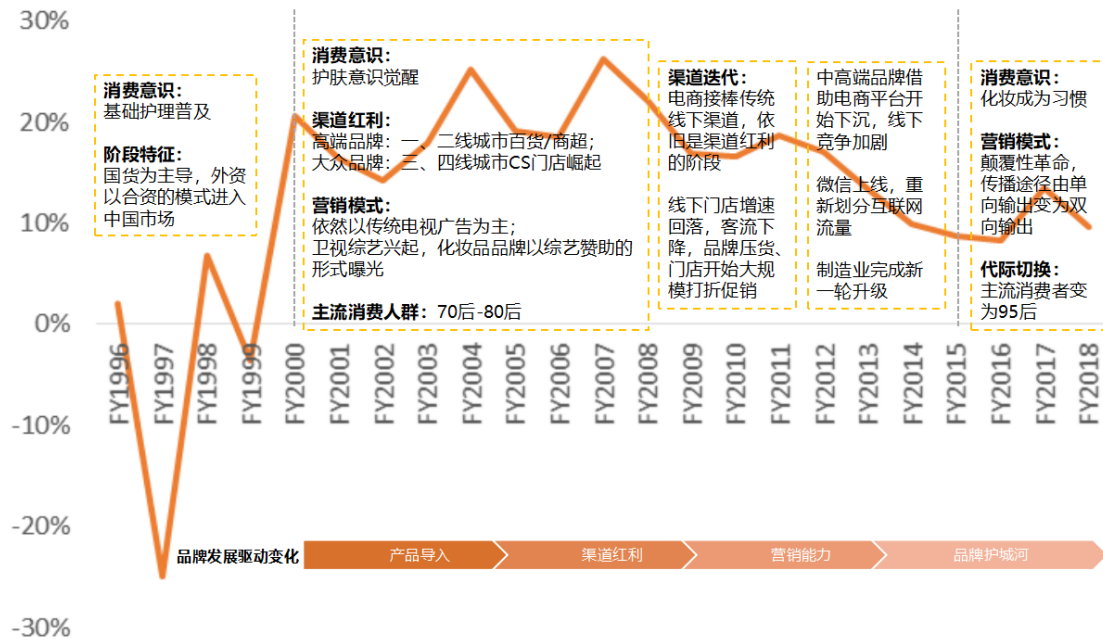 30%
20%
10%
0%
-10%
-20%
-30%
消费意识：
基础护理普及
阶段特征：
国货为主导，外资
以合资的模式进入
中国市场
消费意识：
护肤意识觉醒
渠道红利：
高端品牌：一、二线城市百货/商超；
大众品牌：三、四线城市CS门店崛起
营销模式：
依然以传统电视广告为主；
卫视综艺兴起，化妆品品牌以综艺赞助的
形式曝光
主流消费人群：70后-80后
渠道迭代：
电商接棒传统
线下渠道，依
旧是渠道红利
的阶段
线下门店增速
回落，客流下
降，品牌压货、
门店开始大规
模打折促销
中高端品牌借
助电商平台开
始下沉，线下
竞争加剧
微信上线，重
新划分互联网
流量
制造业完成新
一轮升级
消费意识：
化妆成为习惯
营销模式：
颠覆性革命，
传播途径由单
向输出变为双
向输出
代际切换：
主流消费者变
为95后
FY1996
FY1997
FY1998
FY1999
FY2000
FY2001
FY2002
FY2003
FY2004
FY2005
FY2006
FY2007
FY2008
FY2009
FY2010
FY2011
FY2012
FY2013
FY2014
FY2015
FY2016
FY2017
FY2018
品牌发展驱动变化
产品导入
渠道红利
营销能力
品牌护城河